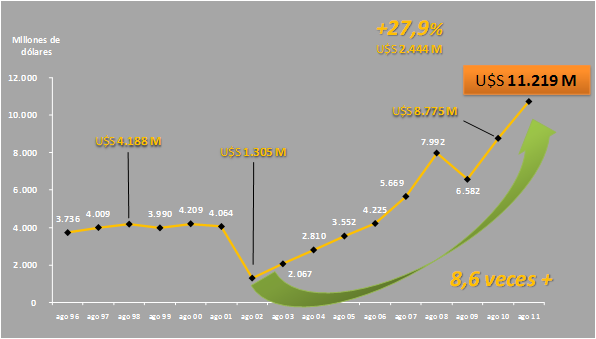 +27,9%
U$S 2.444 M
Millones de
dólares
U$S 11.219 M
12.000
10.000
8.000
6.000
4.000
2.000
0
U$S 4.188 M
U$S 1.305 M
U$S 8.775 M
3.736
4.009
3.990
4.209
4.064
2.067
2.810
3.552
4.225
5.669
7.992
6.582
8,6 veces +
ago 96 ago 97 ago 98 ago 99 ago 00 ago 01 ago 02 ago 03 ago 04 ago 05 ago 06 ago 07 ago 08 ago 09 ago 10 ago 11